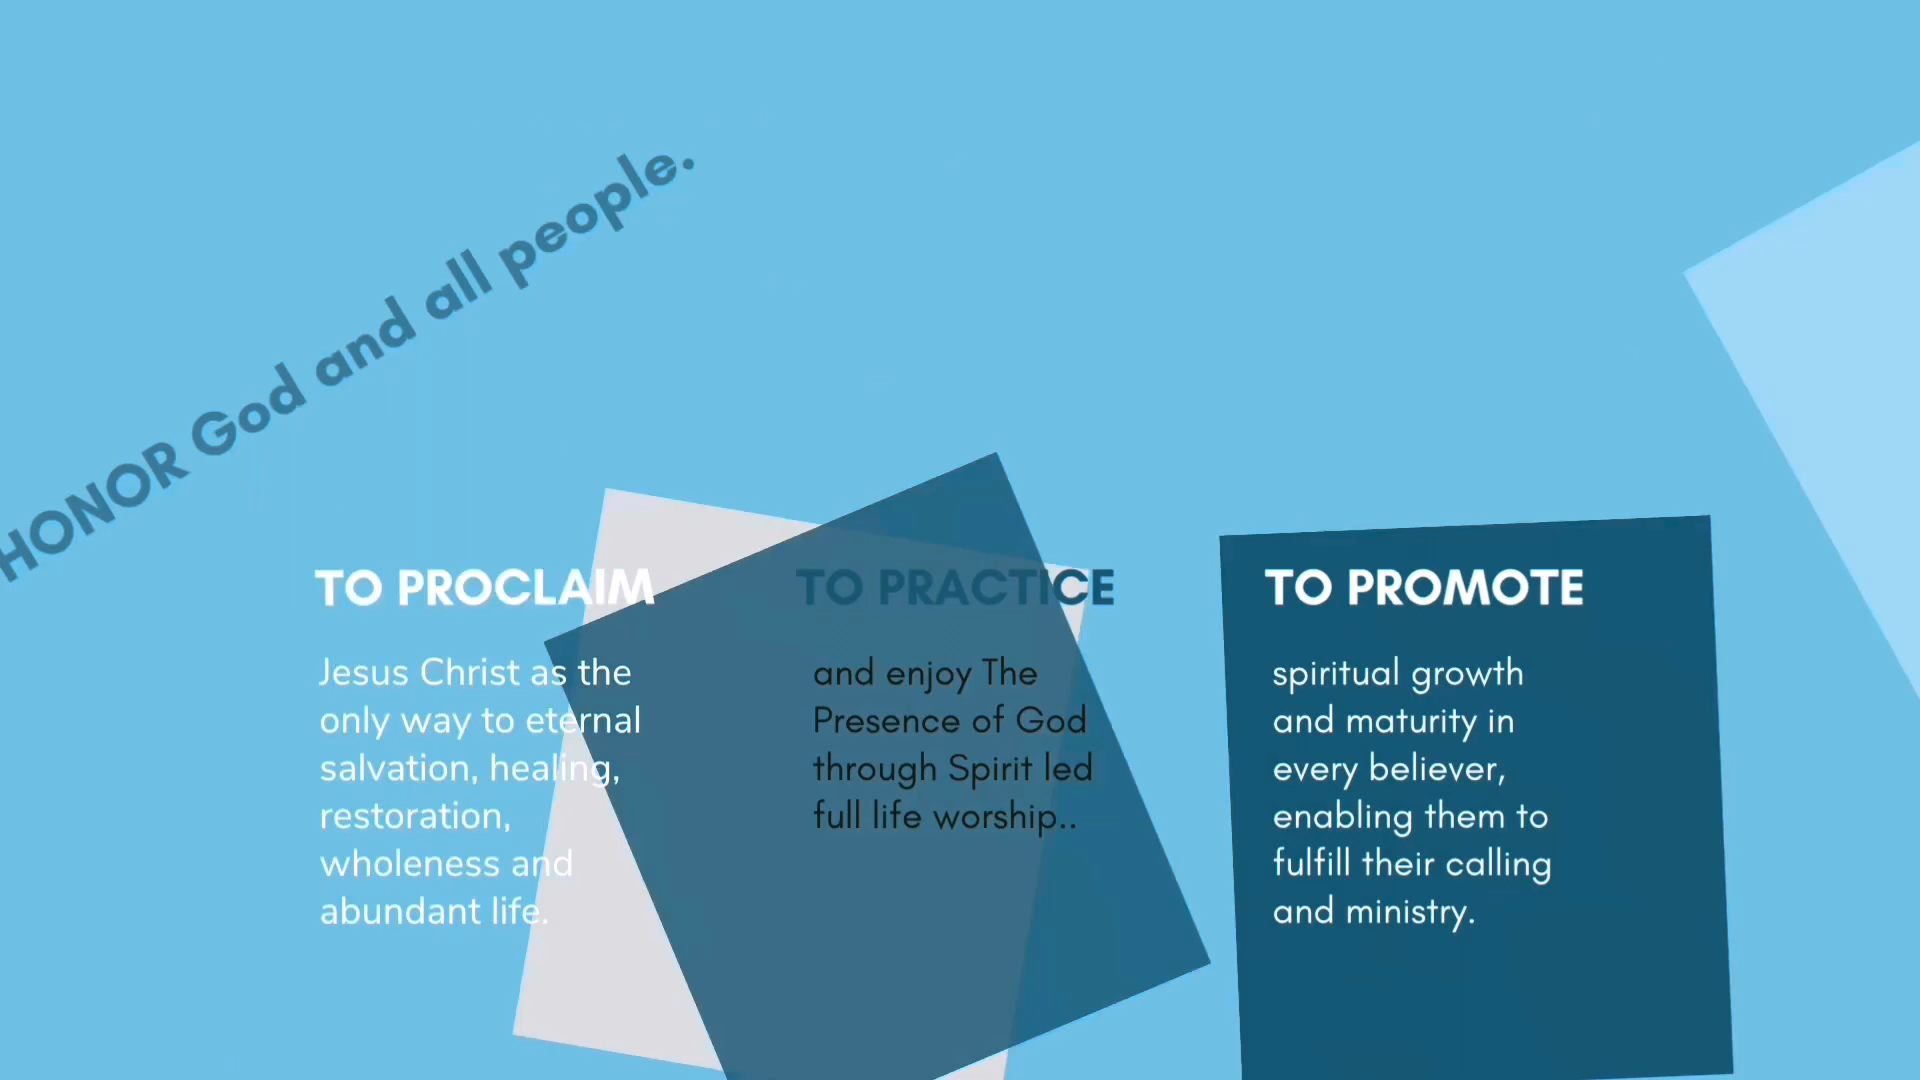 HONOR God and all people.
TO PROCLAIM
Jesus Christ as the
only way to eternal
salvation, healing,
restoration,
wholeness and
abundant life.
TO PRACTICE
and enjoy The
Presence of God
through Spirit led
full life worship..
TO PROMOTE
spiritual growth
and maturity in
every believer,
enabling them to
fulfill their calling
and ministry.